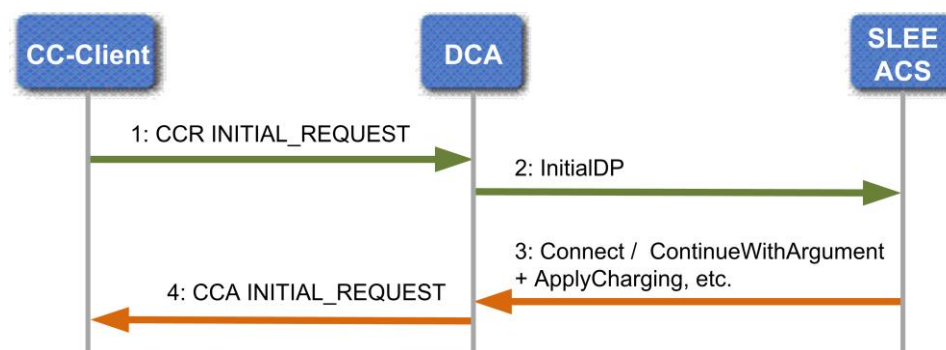 CC-Client
DCA
SLEE
ACS
1: CCR INITIAL_REQUEST
2: InitialDP
3: Connect /  ContinueWithArgument
+ ApplyCharging, etc.
4: CCA INITIAL_REQUEST